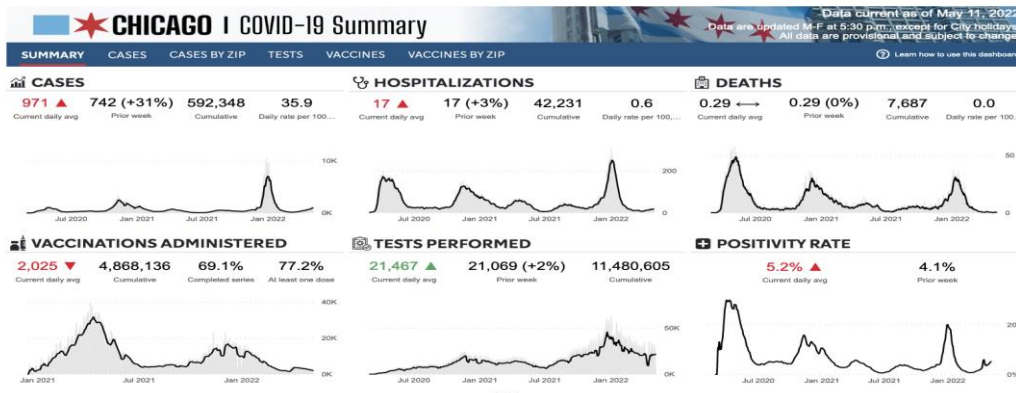 CHICAGO | COVID-19 Summary
Data current as of May 11, 2022
Data are updated M-F at 5:30 p.m., except for City holidays
All data are provisional and subject to change
SUMMARY CASES CASES BY ZIP TESTS VACCINES VACCINES BY ZIP
Learn how to use this dashboard
CASES
971 ▲ 742 (+31%) 592,348 35.9
Current daily avg Prior week Cumulative Daily rate per 100...
10K
0K
Jul 2020 Jan 2021 Jul 2021 Jan 2022
HOSPITALIZATIONS
17 ▲ 17 (+3%) 42,231 0.6
Current daily avg Prior week Cumulative Daily rate per 100,...
200
0
Jul 2020 Jan 2021 Jul 2021 Jan 2022
DEATHS
0.29 ↔ 0.29 (0%) 7,687 0.0
Current daily avg Prior week Cumulative Daily rate per 100...
50
0
Jul 2020 Jan 2021 Jul 2021 Jan 2022
VACCINATIONS ADMINISTERED
2,025 ▼ 4,868,136 69.1% 77.2%
Current daily avg Cumulative Completed series At least one dose
40K
20K
0K
Jan 2021 Jul 2021 Jan 2022
TESTS PERFORMED
21,467 ▲ 21,069 (+2%) 11,480,605
Current daily avg Prior week Cumulative
50K
0K
Jul 2020 Jan 2021 Jul 2021 Jan 2022
POSITIVITY RATE
5.2% ▲ 4.1%
Current daily avg Prior week
20
0%
Jul 2020 Jan 2021 Jul 2021 Jan 2022